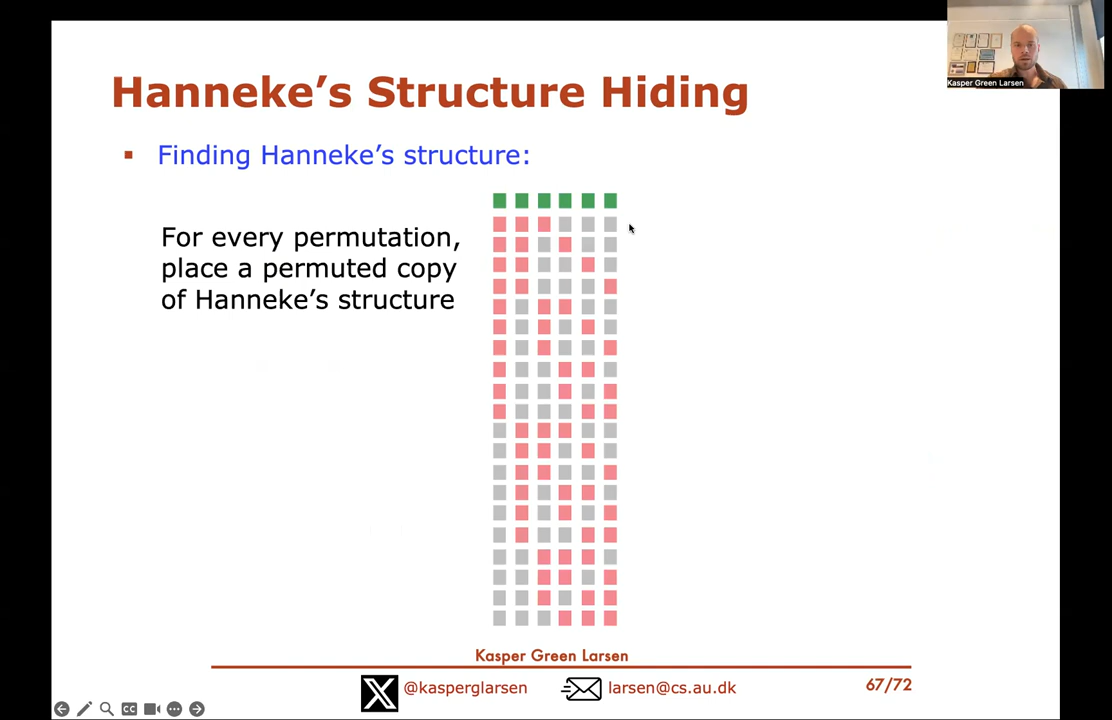 Kasper Green Larsen
Hanneke’s Structure Hiding
▪ Finding Hanneke’s structure:
For every permutation,
place a permuted copy
of Hanneke’s structure
Kasper Green Larsen
@kasperglarsen larsen@cs.au.dk 67/72
CC